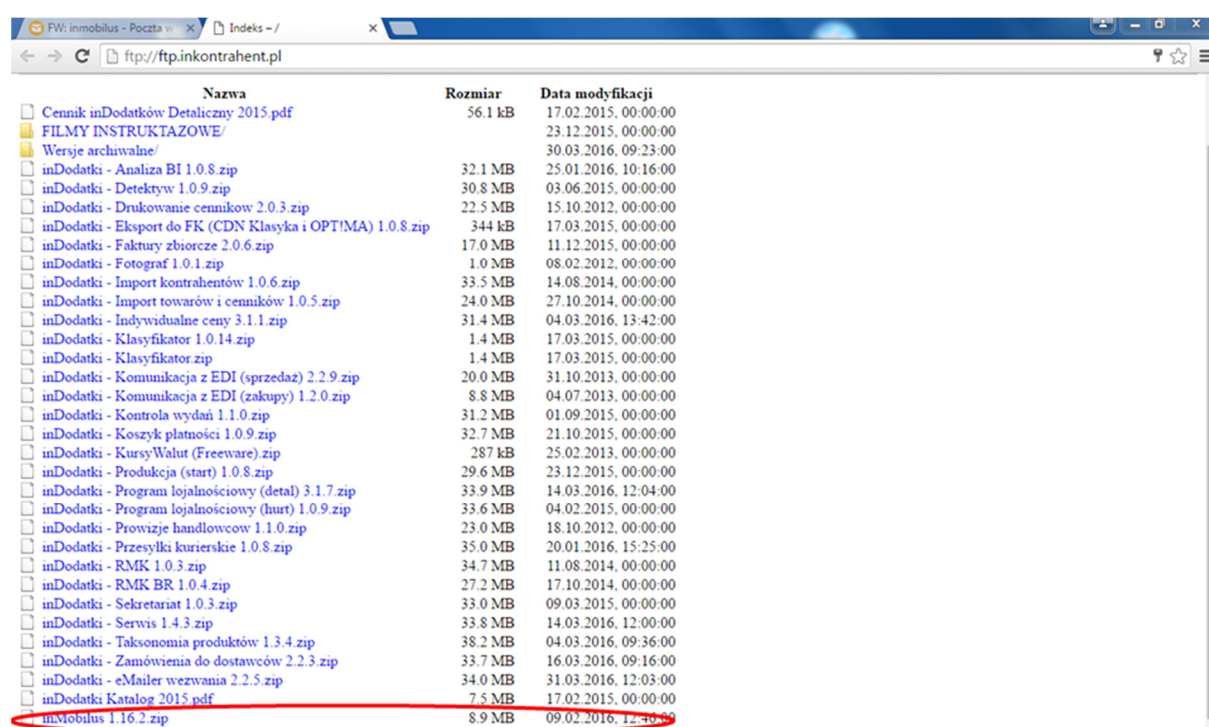 FW: inmobilus - Poczta w
Indeks – /
ftp://ftp.inkontrahent.pl
Nazwa Rozmiar Data modyfikacji
Cennik inDodatków Detaliczny 2015.pdf 56.1 kB 17.02.2015, 00:00:00
FILMY INSTRUKTAZOWE/ 23.12.2015, 00:00:00
Wersje archiwalne/ 30.03.2016, 09:23:00
inDodatki - Analiza BI 1.0.8.zip 32.1 MB 25.01.2016, 10:16:00
inDodatki - Detektyw 1.0.9.zip 30.8 MB 03.06.2015, 00:00:00
inDodatki - Drukowanie cennikow 2.0.3.zip 22.5 MB 15.10.2012, 00:00:00
inDodatki - Eksport do FK (CDN Klasyka i OPT!MA) 1.0.8.zip 344 kB 17.03.2015, 00:00:00
inDodatki - Faktury zbiorcze 2.0.6.zip 17.0 MB 11.12.2015, 00:00:00
inDodatki - Fotograf 1.0.1.zip 1.0 MB 08.02.2012, 00:00:00
inDodatki - Import kontrahentów 1.0.6.zip 33.5 MB 14.08.2014, 00:00:00
inDodatki - Import towarów i cenników 1.0.5.zip 24.0 MB 27.10.2014, 00:00:00
inDodatki - Indywidualne ceny 3.1.1.zip 31.4 MB 04.03.2016, 13:42:00
inDodatki - Klasyfikator 1.0.14.zip 1.4 MB 17.03.2015, 00:00:00
inDodatki - Klasyfikator.zip 1.4 MB 17.03.2015, 00:00:00
inDodatki - Komunikacja z EDI (sprzedaż) 2.2.9.zip 20.0 MB 31.10.2013, 00:00:00
inDodatki - Komunikacja z EDI (zakupy) 1.2.0.zip 8.8 MB 04.07.2013, 00:00:00
inDodatki - Kontrola wydań 1.1.0.zip 31.2 MB 01.09.2015, 00:00:00
inDodatki - Koszyk płatności 1.0.9.zip 32.7 MB 21.10.2015, 00:00:00
inDodatki - KursyWalut (Freeware).zip 287 kB 25.02.2013, 00:00:00
inDodatki - Produkcja (start) 1.0.8.zip 29.6 MB 23.12.2015, 00:00:00
inDodatki - Program lojalnościowy (detal) 3.1.7.zip 33.9 MB 14.03.2016, 12:04:00
inDodatki - Program lojalnościowy (hurt) 1.0.9.zip 33.6 MB 04.02.2015, 00:00:00
inDodatki - Prowizje handlowcow 1.1.0.zip 23.0 MB 18.10.2012, 00:00:00
inDodatki - Przesyłki kurierskie 1.0.8.zip 35.0 MB 20.01.2016, 15:25:00
inDodatki - RMK 1.0.3.zip 34.7 MB 11.08.2014, 00:00:00
inDodatki - RMK BR 1.0.4.zip 27.2 MB 17.10.2014, 00:00:00
inDodatki - Sekretariat 1.0.3.zip 33.0 MB 09.03.2015, 00:00:00
inDodatki - Serwis 1.4.3.zip 33.8 MB 14.03.2016, 12:00:00
inDodatki - Taksonomia produktów 1.3.4.zip 38.2 MB 04.03.2016, 09:36:00
inDodatki - Zamówienia do dostawców 2.2.3.zip 33.7 MB 16.03.2016, 09:16:00
inDodatki - eMailer wezwania 2.2.5.zip 34.0 MB 31.03.2016, 12:03:00
inDodatki Katalog 2015.pdf 7.5 MB 17.02.2015, 00:00:00
inMobilus 1.16.2.zip 8.9 MB 09.02.2016, 12:46:00